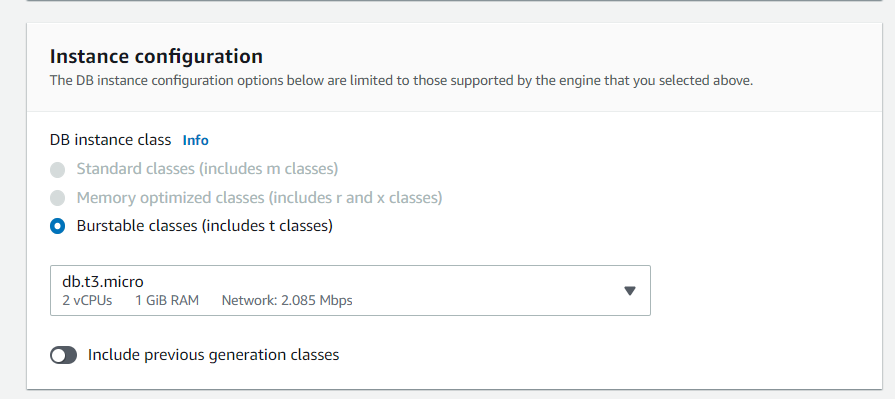 Instance configuration
The DB instance configuration options below are limited to those supported by the engine that you selected above.
DB instance class Info
Standard classes (includes m classes)
Memory optimized classes (includes r and x classes)
Burstable classes (includes t classes)
db.t3.micro
2 vCPUs 1 GiB RAM Network: 2.085 Mbps
Include previous generation classes